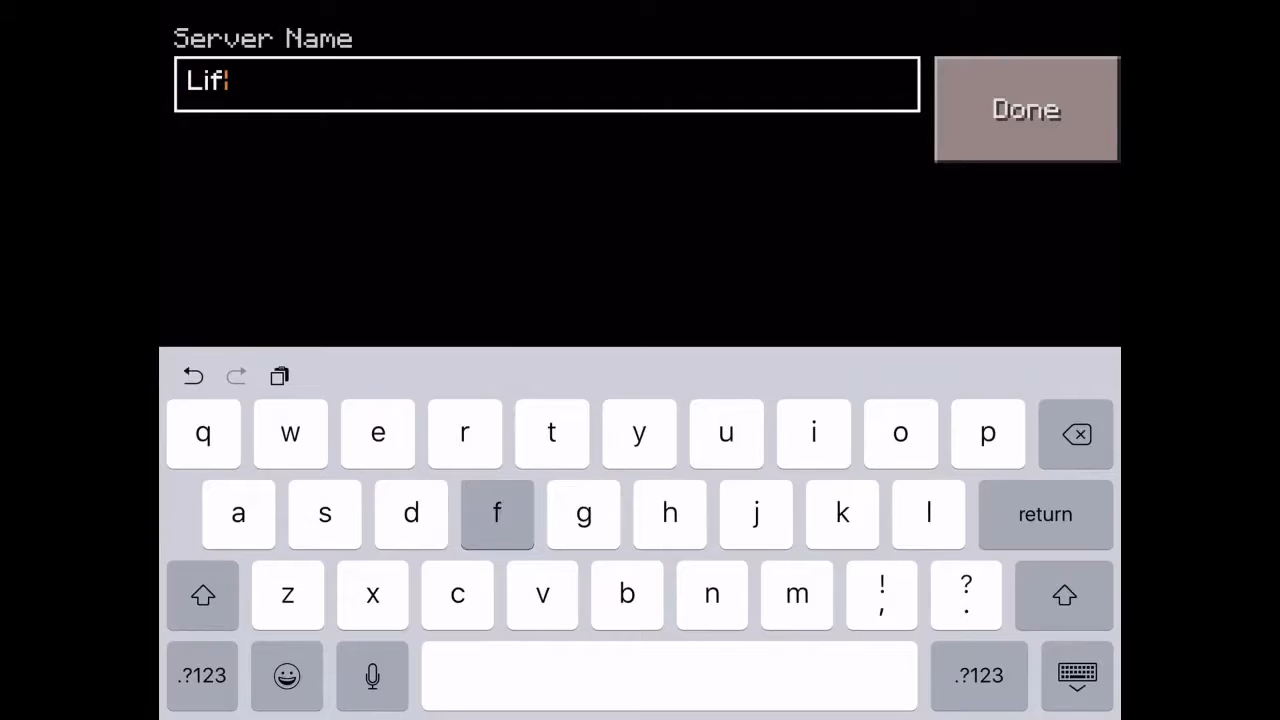 Server Name
Lif
Done
q w e r t y u i o p
a s d f g h j k l return
z x c v b n m ! , ? .
.?123 .?123